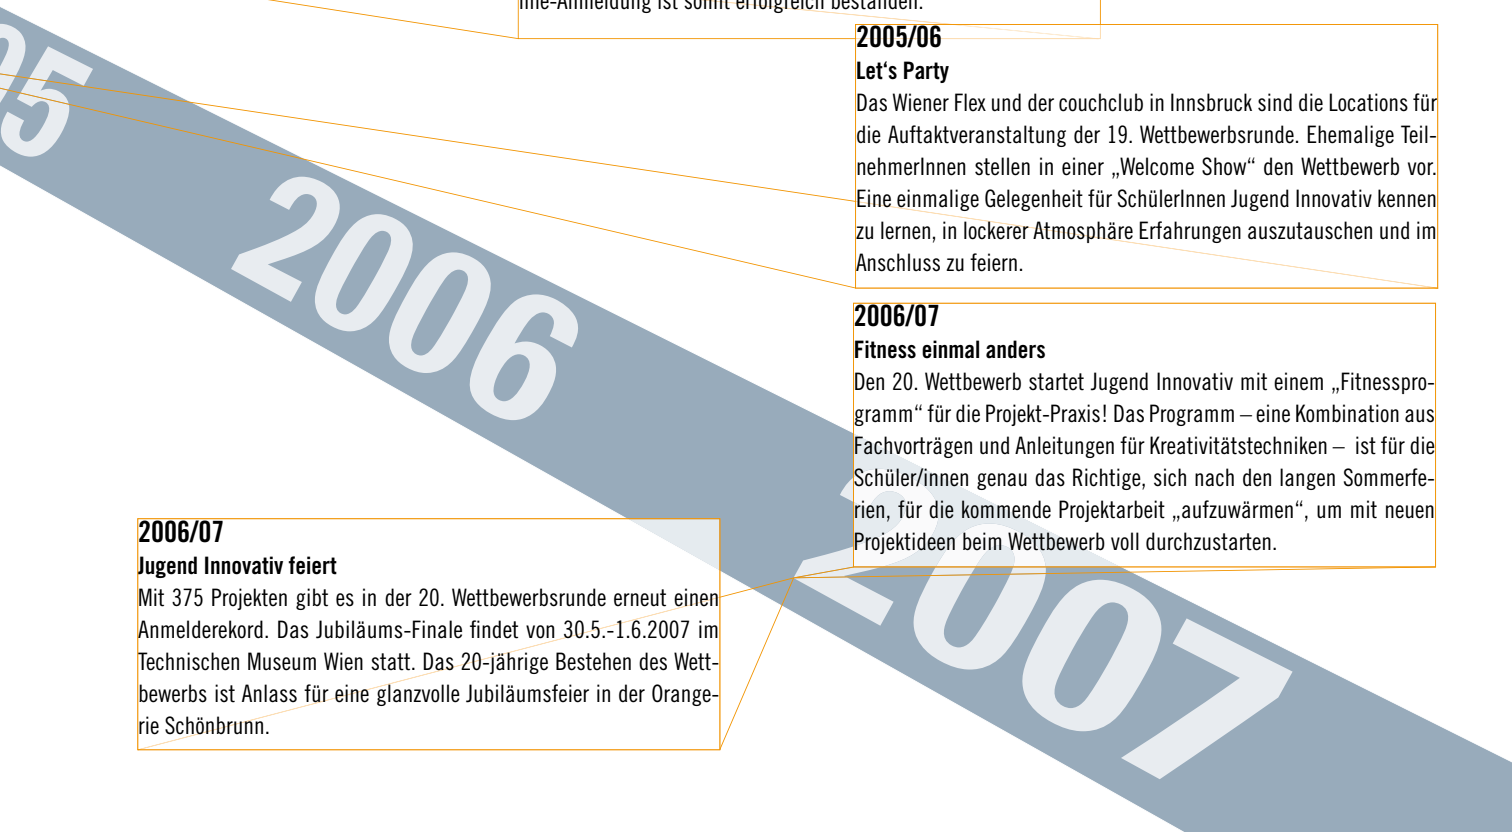 line-Anmeldung ist somit erfolgreich bestanden.
2005/06
Let‘s Party
Das Wiener Flex und der couchclub in Innsbruck sind die Locations für
die Auftaktveranstaltung der 19. Wettbewerbsrunde. Ehemalige Teil-
nehmerInnen stellen in einer „Welcome Show“ den Wettbewerb vor.
Eine einmalige Gelegenheit für SchülerInnen Jugend Innovativ kennen
zu lernen, in lockerer Atmosphäre Erfahrungen auszutauschen und im
Anschluss zu feiern.
05
2006
2006/07
Fitness einmal anders
Den 20. Wettbewerb startet Jugend Innovativ mit einem „Fitnesspro-
gramm“ für die Projekt-Praxis! Das Programm – eine Kombination aus
Fachvorträgen und Anleitungen für Kreativitätstechniken – ist für die
Schüler/innen genau das Richtige, sich nach den langen Sommerfe-
rien, für die kommende Projektarbeit „aufzuwärmen“, um mit neuen
Projektideen beim Wettbewerb voll durchzustarten.
2006/07
Jugend Innovativ feiert
Mit 375 Projekten gibt es in der 20. Wettbewerbsrunde erneut einen
Anmelderekord. Das Jubiläums-Finale findet von 30.5.-1.6.2007 im
Technischen Museum Wien statt. Das 20-jährige Bestehen des Wett-
bewerbs ist Anlass für eine glanzvolle Jubiläumsfeier in der Orange-
rie Schönbrunn.
2007